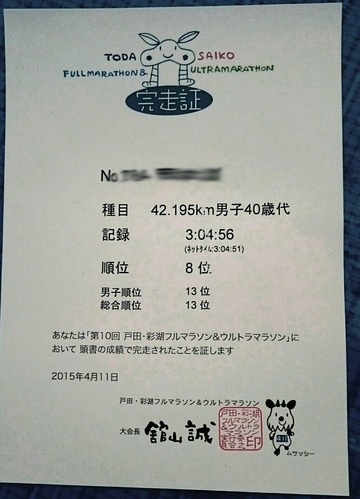 TODA SAIKO
FULLMARATHON& ULTRAMARATHON
完走証
No
種目 42.195km男子40歳代
記録 3:04:56
(ネットタイム:3:04:51)
順位 8 位
男子順位 13 位
総合順位 13 位
あなたは「第10回 戸田・彩湖フルマラソン&ウルトラマラソン」に
おいて 頭書の成績で完走されたことを証します
2015年4月11日
戸田・彩湖フルマラソン&ウルトラマラソン
大会長 舘山 誠
ムサッシー